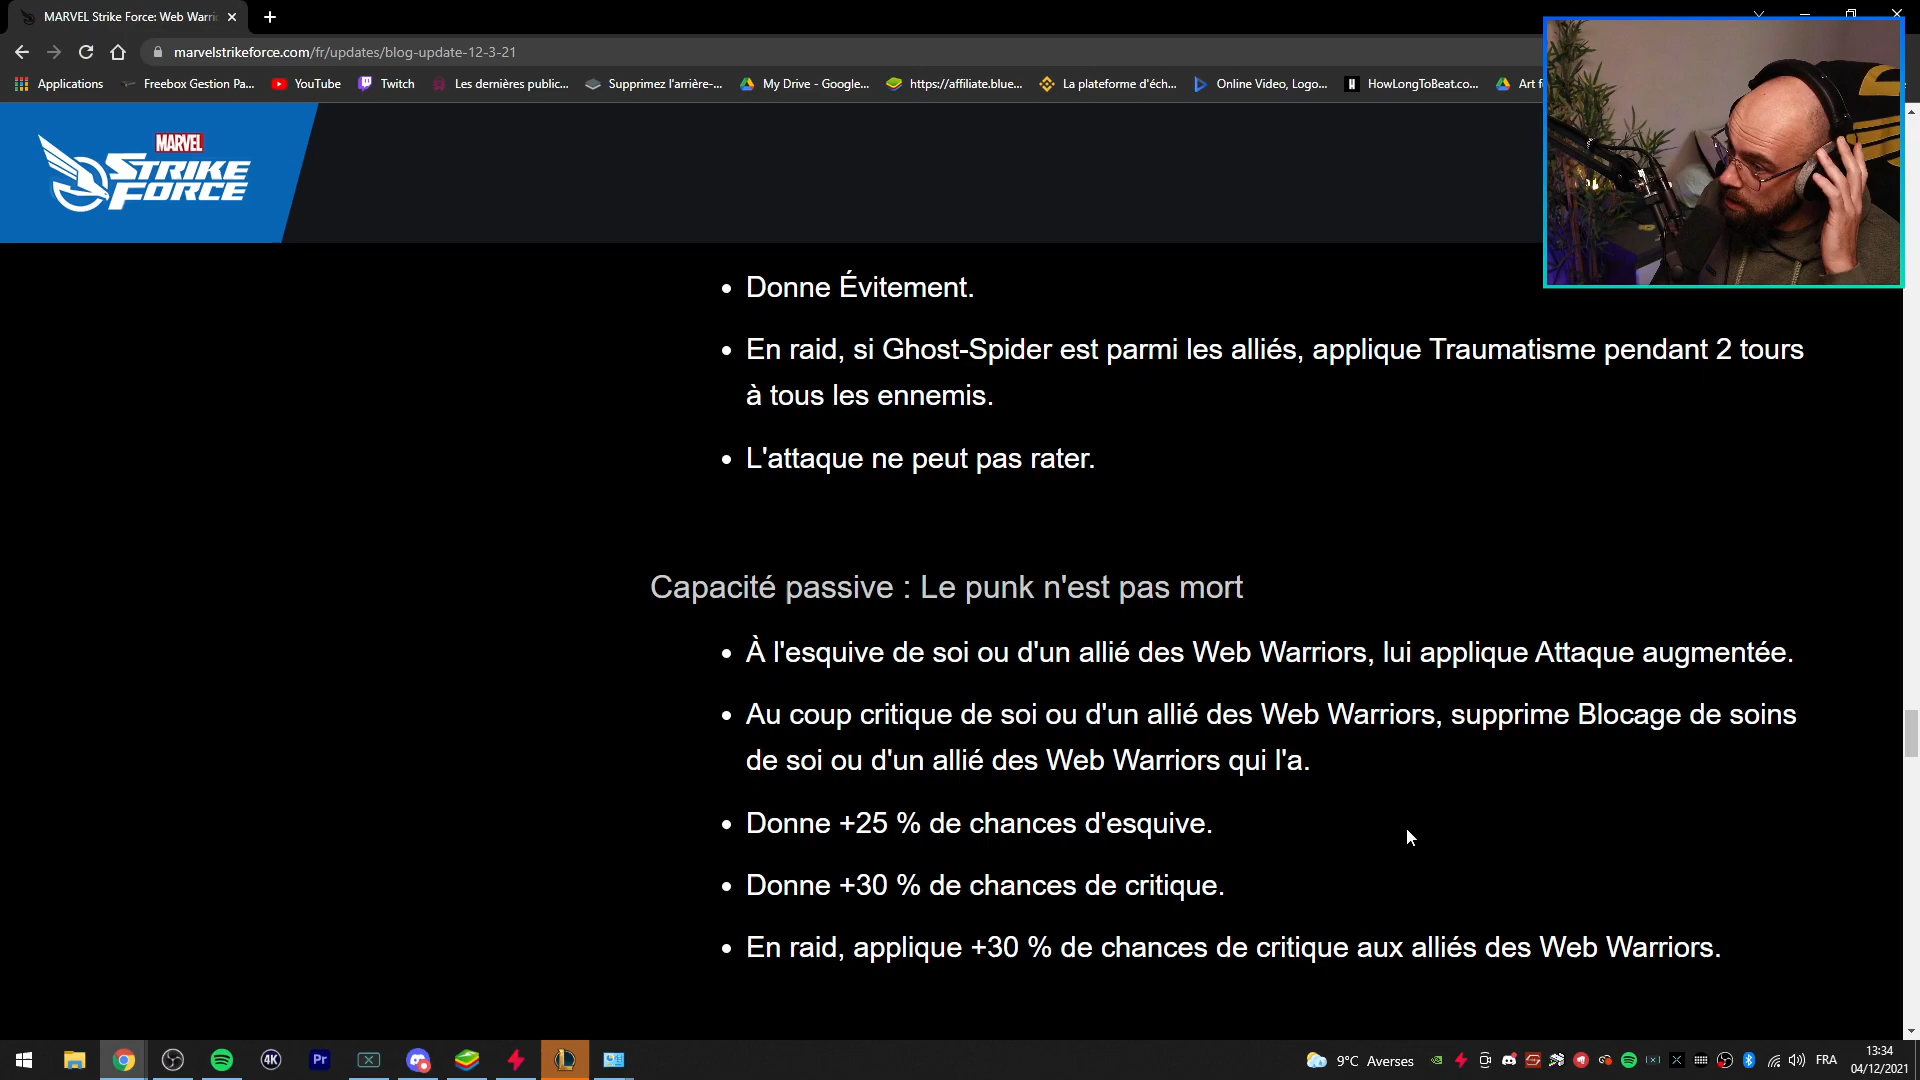 MARVEL Strike Force: Web Warri
marvelstrikeforce.com/fr/updates/blog-update-12-3-21
Applications
Freebox Gestion Pa...
YouTube
Twitch
Les dernières public...
Supprimez l'arrière-...
My Drive - Google...
https://affiliate.blue...
La plateforme d'éch...
Online Video, Logo...
H
HowLongToBeat.co...
Art f
MARVEL
STRIKE
FORCE
• Donne Évitement.
• En raid, si Ghost-Spider est parmi les alliés, applique Traumatisme pendant 2 tours
à tous les ennemis.
• L'attaque ne peut pas rater.
Capacité passive : Le punk n'est pas mort
• À l'esquive de soi ou d'un allié des Web Warriors, lui applique Attaque augmentée.
• Au coup critique de soi ou d'un allié des Web Warriors, supprime Blocage de soins
de soi ou d'un allié des Web Warriors qui l'a.
• Donne +25 % de chances d'esquive.
• Donne +30 % de chances de critique.
• En raid, applique +30 % de chances de critique aux alliés des Web Warriors.
4K
Pr
9°C Averses
FRA
13:34
04/12/2021